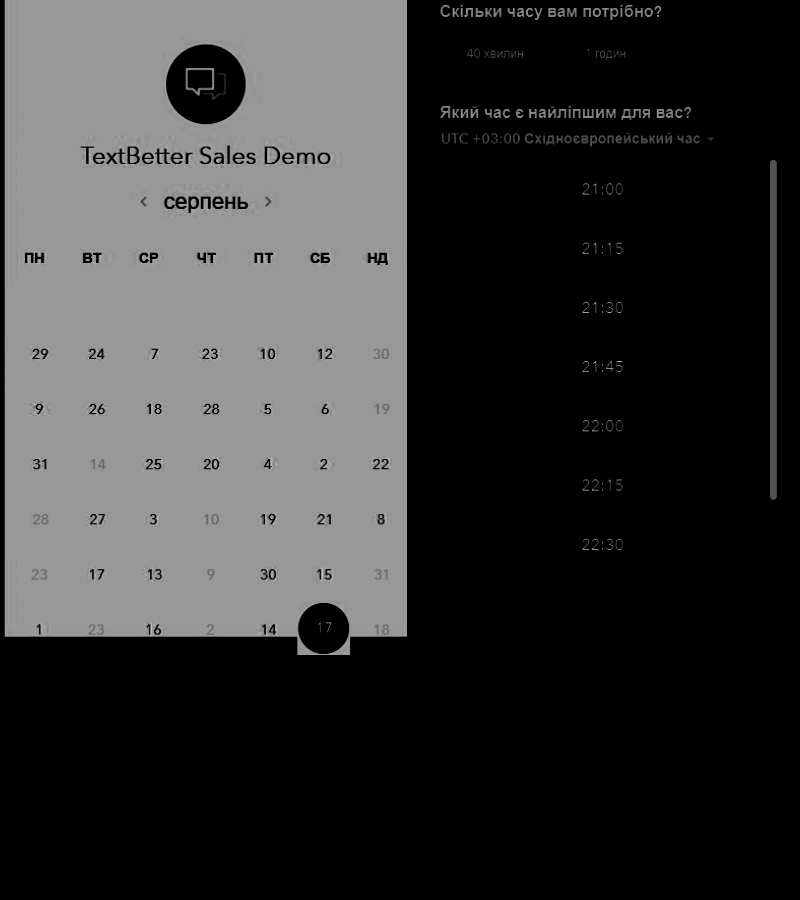 TextBetter Sales Demo
серпень
ПН ВТ СР ЧТ ПТ СБ НД
29 24 7 23 10 12 30
9 26 18 28 5 6 19
31 14 25 20 4 2 22
28 27 3 10 19 21 8
23 17 13 9 30 15 31
1 23 16 2 14 17 18
Скільки часу вам потрібно?
40 хвилин 1 годин
Який час є найліпшим для вас?
UTC +03:00 Східноєвропейський час
21:00
21:15
21:30
21:45
22:00
22:15
22:30